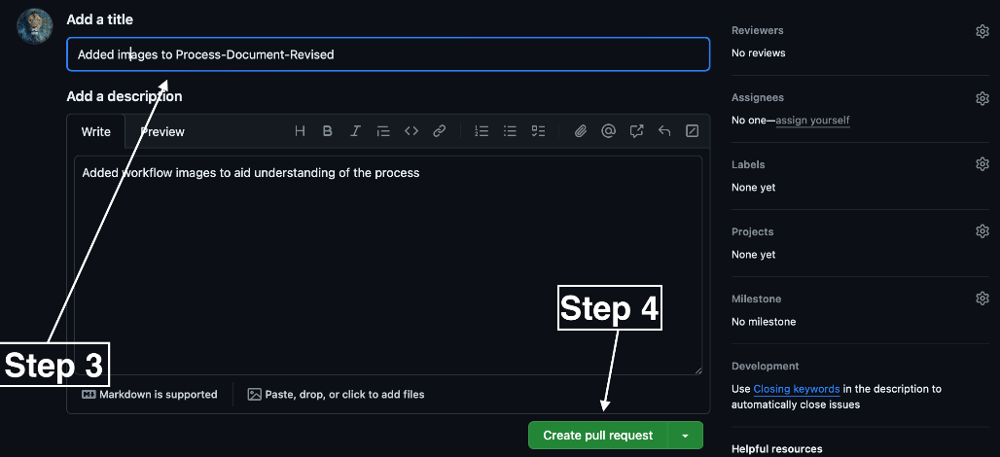 Add a title
Added images to Process-Document-Revised
Add a description
Write
Preview
Added workflow images to aid understanding of the process
Step 3
Step 4
Markdown is supported
Paste, drop, or click to add files
Create pull request
Reviewers
No reviews
Assignees
No one—assign yourself
Labels
None yet
Projects
None yet
Milestone
No milestone
Development
Use Closing keywords in the description to
automatically close issues
Helpful resources